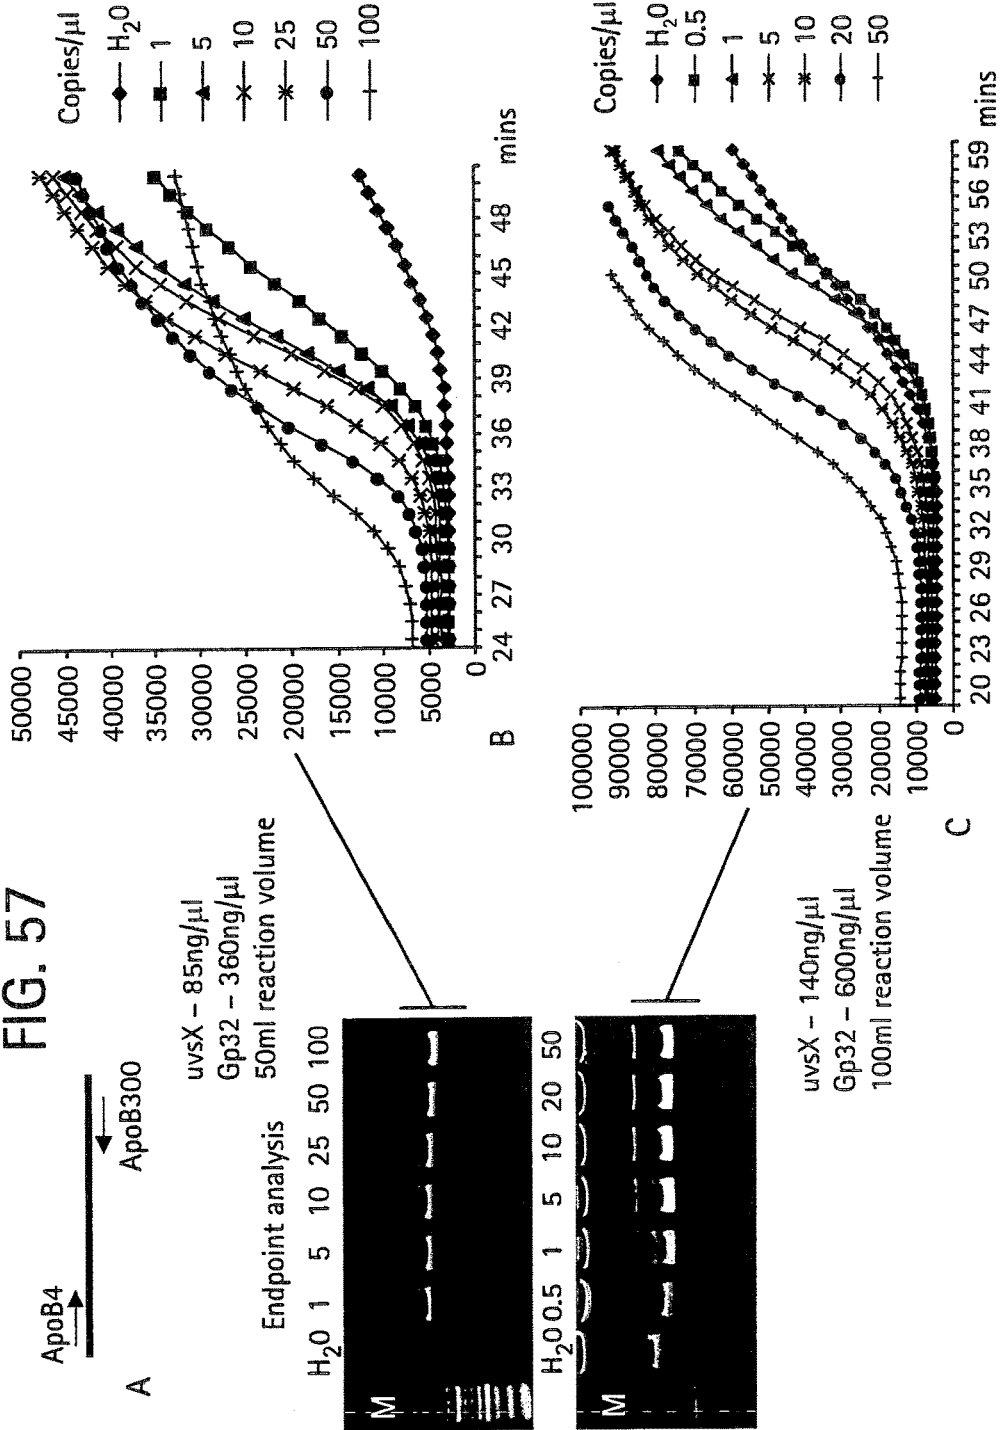 FIG. 57
A
ApoB4
ApoB300
uvsX – 85ng/µl
Gp32 – 360ng/µl
50ml reaction volume
Endpoint analysis
H2O 1 5 10 25 50 100
M
H2O 0.5 1 5 10 20 50
M
uvsX – 140ng/µl
Gp32 – 600ng/µl
100ml reaction volume
B
50000
45000
40000
35000
30000
25000
20000
15000
10000
5000
0
24 27 30 33 36 39 42 45 48 mins
Copies/µl
H2O
1
5
10
25
50
100
C
100000
90000
80000
70000
60000
50000
40000
30000
20000
10000
0
20 23 26 29 32 35 38 41 44 47 50 53 56 59 mins
Copies/µl
H2O
0.5
1
5
10
20
50